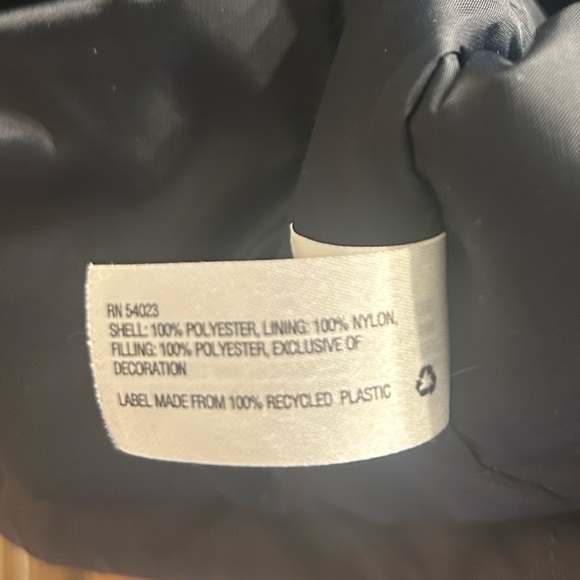 RN 54023
SHELL: 100% POLYESTER, LINING: 100% NYLON,
FILLING: 100% POLYESTER, EXCLUSIVE OF
DECORATION
LABEL MADE FROM 100% RECYCLED PLASTIC